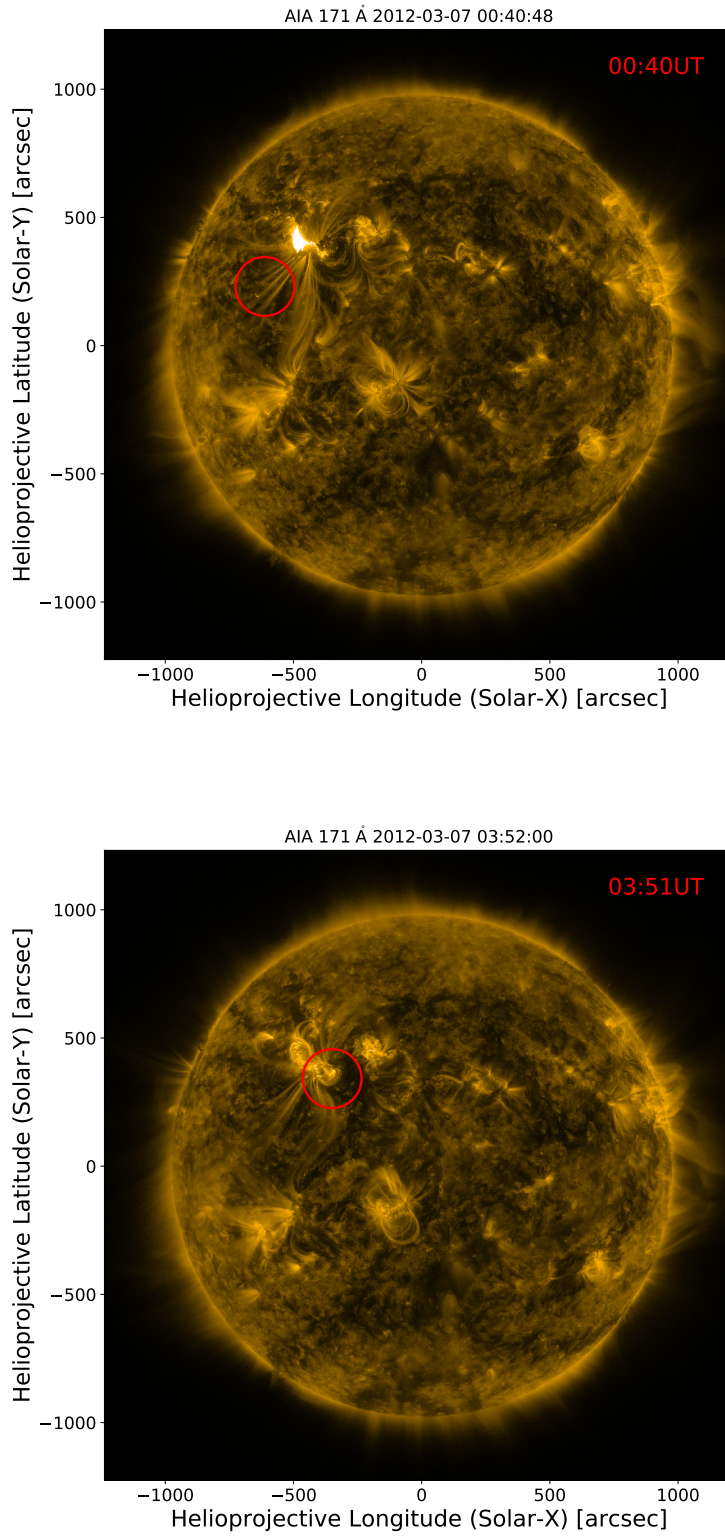 AIA 171 Å 2012-03-07 00:40:48
00:40UT
Helioprojective Latitude (Solar-Y) [arcsec]
1000
500
0
−500
−1000
−1000 −500 0 500 1000
Helioprojective Longitude (Solar-X) [arcsec]
AIA 171 Å 2012-03-07 03:52:00
03:51UT
Helioprojective Latitude (Solar-Y) [arcsec]
1000
500
0
−500
−1000
−1000 −500 0 500 1000
Helioprojective Longitude (Solar-X) [arcsec]